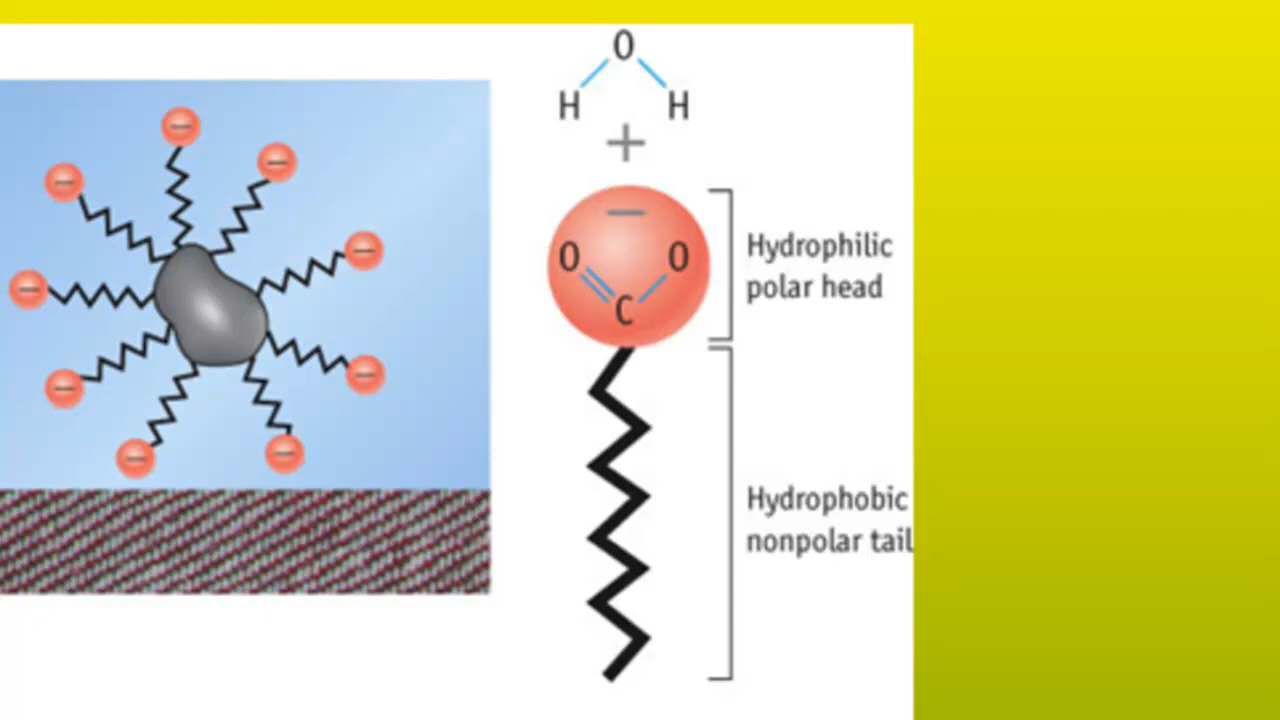 O
H H
+
−
O O
C
Hydrophilic
polar head
Hydrophobic
nonpolar tail